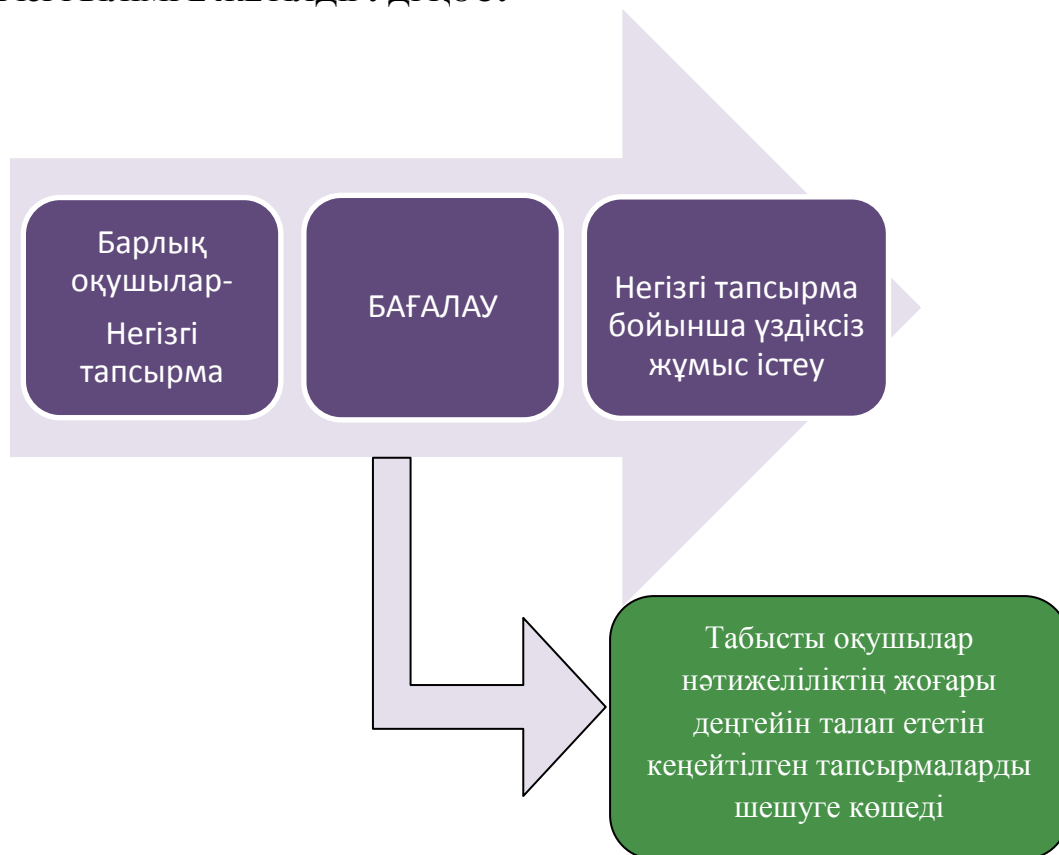 Барлық
оқушылар-
Негізгі
тапсырма
БАҒАЛАУ
Негізгі тапсырма
бойынша үздіксіз
жұмыс істеу
Табысты оқушылар
нәтижеліліктің жоғары
деңгейін талап ететін
кеңейтілген тапсырмаларды
шешуге көшеді